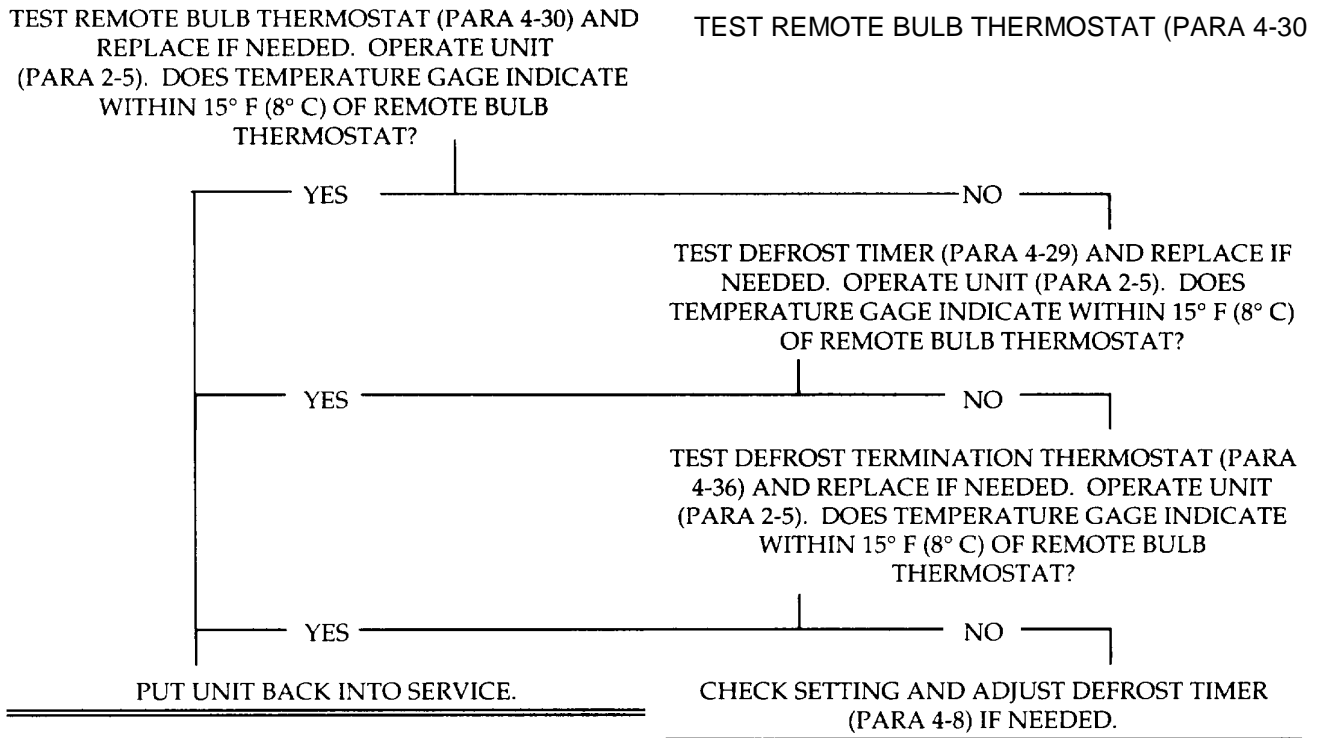 TEST REMOTE BULB THERMOSTAT (PARA 4-30) AND
REPLACE IF NEEDED. OPERATE UNIT
(PARA 2-5). DOES TEMPERATURE GAGE INDICATE
WITHIN 15° F (8° C) OF REMOTE BULB
THERMOSTAT?
TEST REMOTE BULB THERMOSTAT (PARA 4-30
YES
NO
TEST DEFROST TIMER (PARA 4-29) AND REPLACE IF
NEEDED. OPERATE UNIT (PARA 2-5). DOES
TEMPERATURE GAGE INDICATE WITHIN 15° F (8° C)
OF REMOTE BULB THERMOSTAT?
YES
NO
TEST DEFROST TERMINATION THERMOSTAT (PARA
4-36) AND REPLACE IF NEEDED. OPERATE UNIT
(PARA 2-5). DOES TEMPERATURE GAGE INDICATE
WITHIN 15° F (8° C) OF REMOTE BULB
THERMOSTAT?
YES
NO
PUT UNIT BACK INTO SERVICE.
CHECK SETTING AND ADJUST DEFROST TIMER
(PARA 4-8) IF NEEDED.